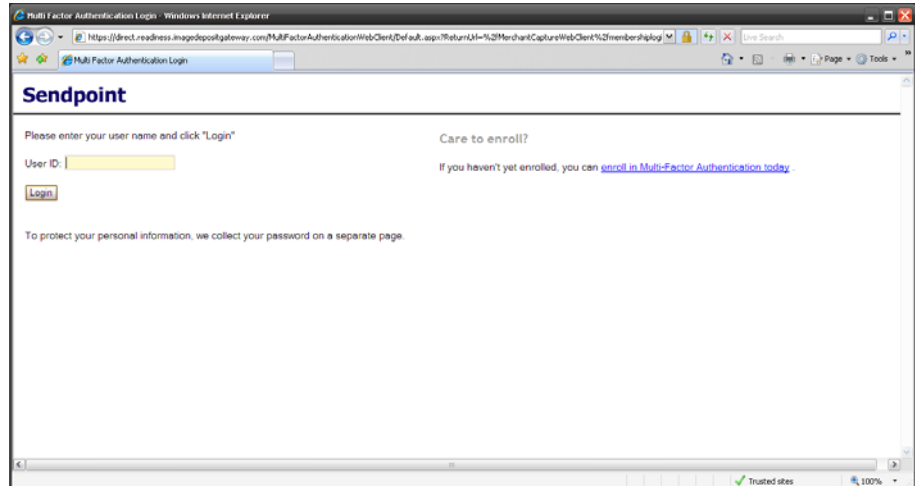 Multi Factor Authentication Login - Windows Internet Explorer
https://direct.readiness.imagedepositgateway.com/MultiFactorAuthenticationWebClient/Default.aspx?ReturnUrl=%2fMerchantCaptureWebClient%2fmembershiplogi
Live Search
Multi Factor Authentication Login
Page
Tools
Sendpoint
Please enter your user name and click "Login"
Care to enroll?
User ID:
If you haven't yet enrolled, you can enroll in Multi-Factor Authentication today .
Login
To protect your personal information, we collect your password on a separate page.
Trusted sites
100%